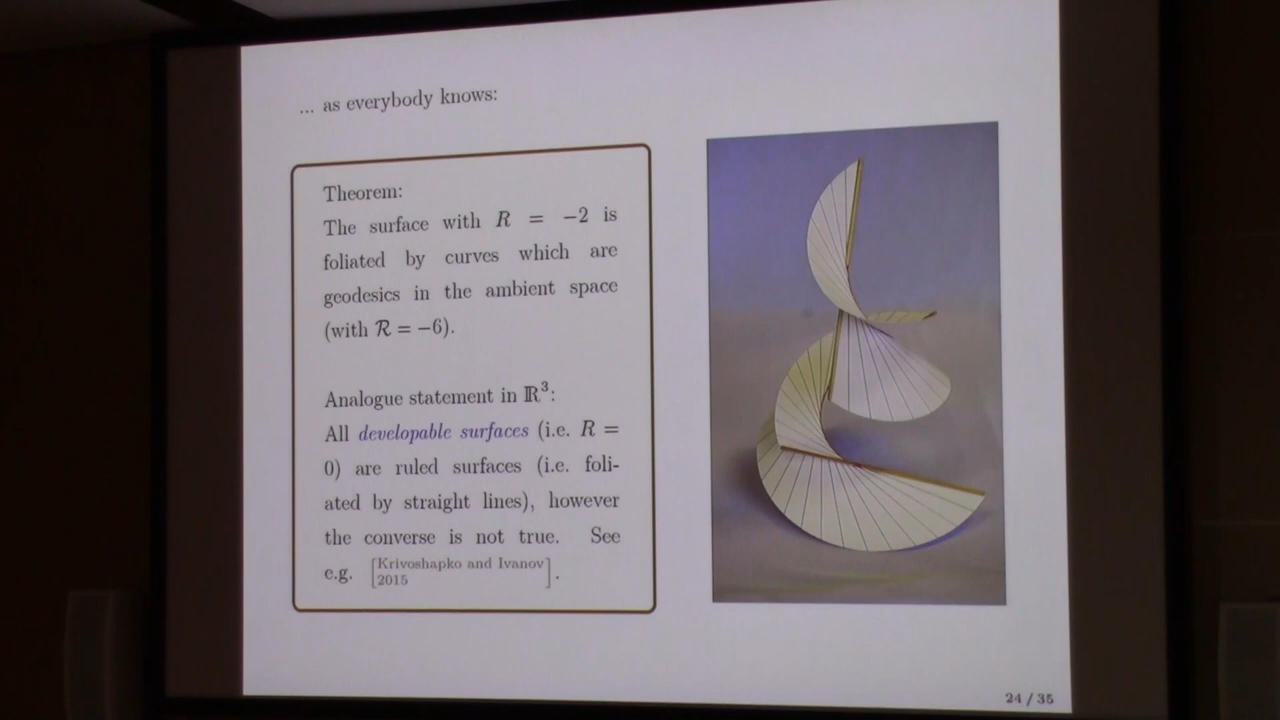 ... as everybody knows:
Theorem:
The surface with R = −2 is
foliated by curves which are
geodesics in the ambient space
(with ℛ = −6).
Analogue statement in ℝ³:
All developable surfaces (i.e. R =
0) are ruled surfaces (i.e. foli-
ated by straight lines), however
the converse is not true. See
e.g. [Krivoshapko and Ivanov
2015].
24 / 35